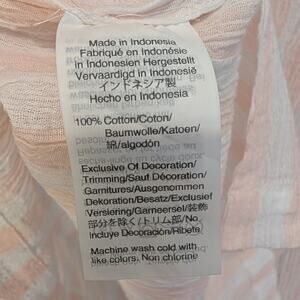 Made in Indonesia
Fabriqué en Indonésie
in Indonesien Hergestellt
Vervaardigd in Indonesië
インドネシア製
Hecho en Indonesia
100% Cotton/Coton/
Baumwolle/Katoen/
綿/algodón
Exclusive Of Decoration/
Trimming/Sauf Décoration/
Garnitures/Ausgenommen
Dekoration/Besatz/Exclusief
Versiering/Garneersel/装飾
部分を除く/トリム部/No
incluye Decoración/Ribete
Machine wash cold with
like colors. Non chlorine